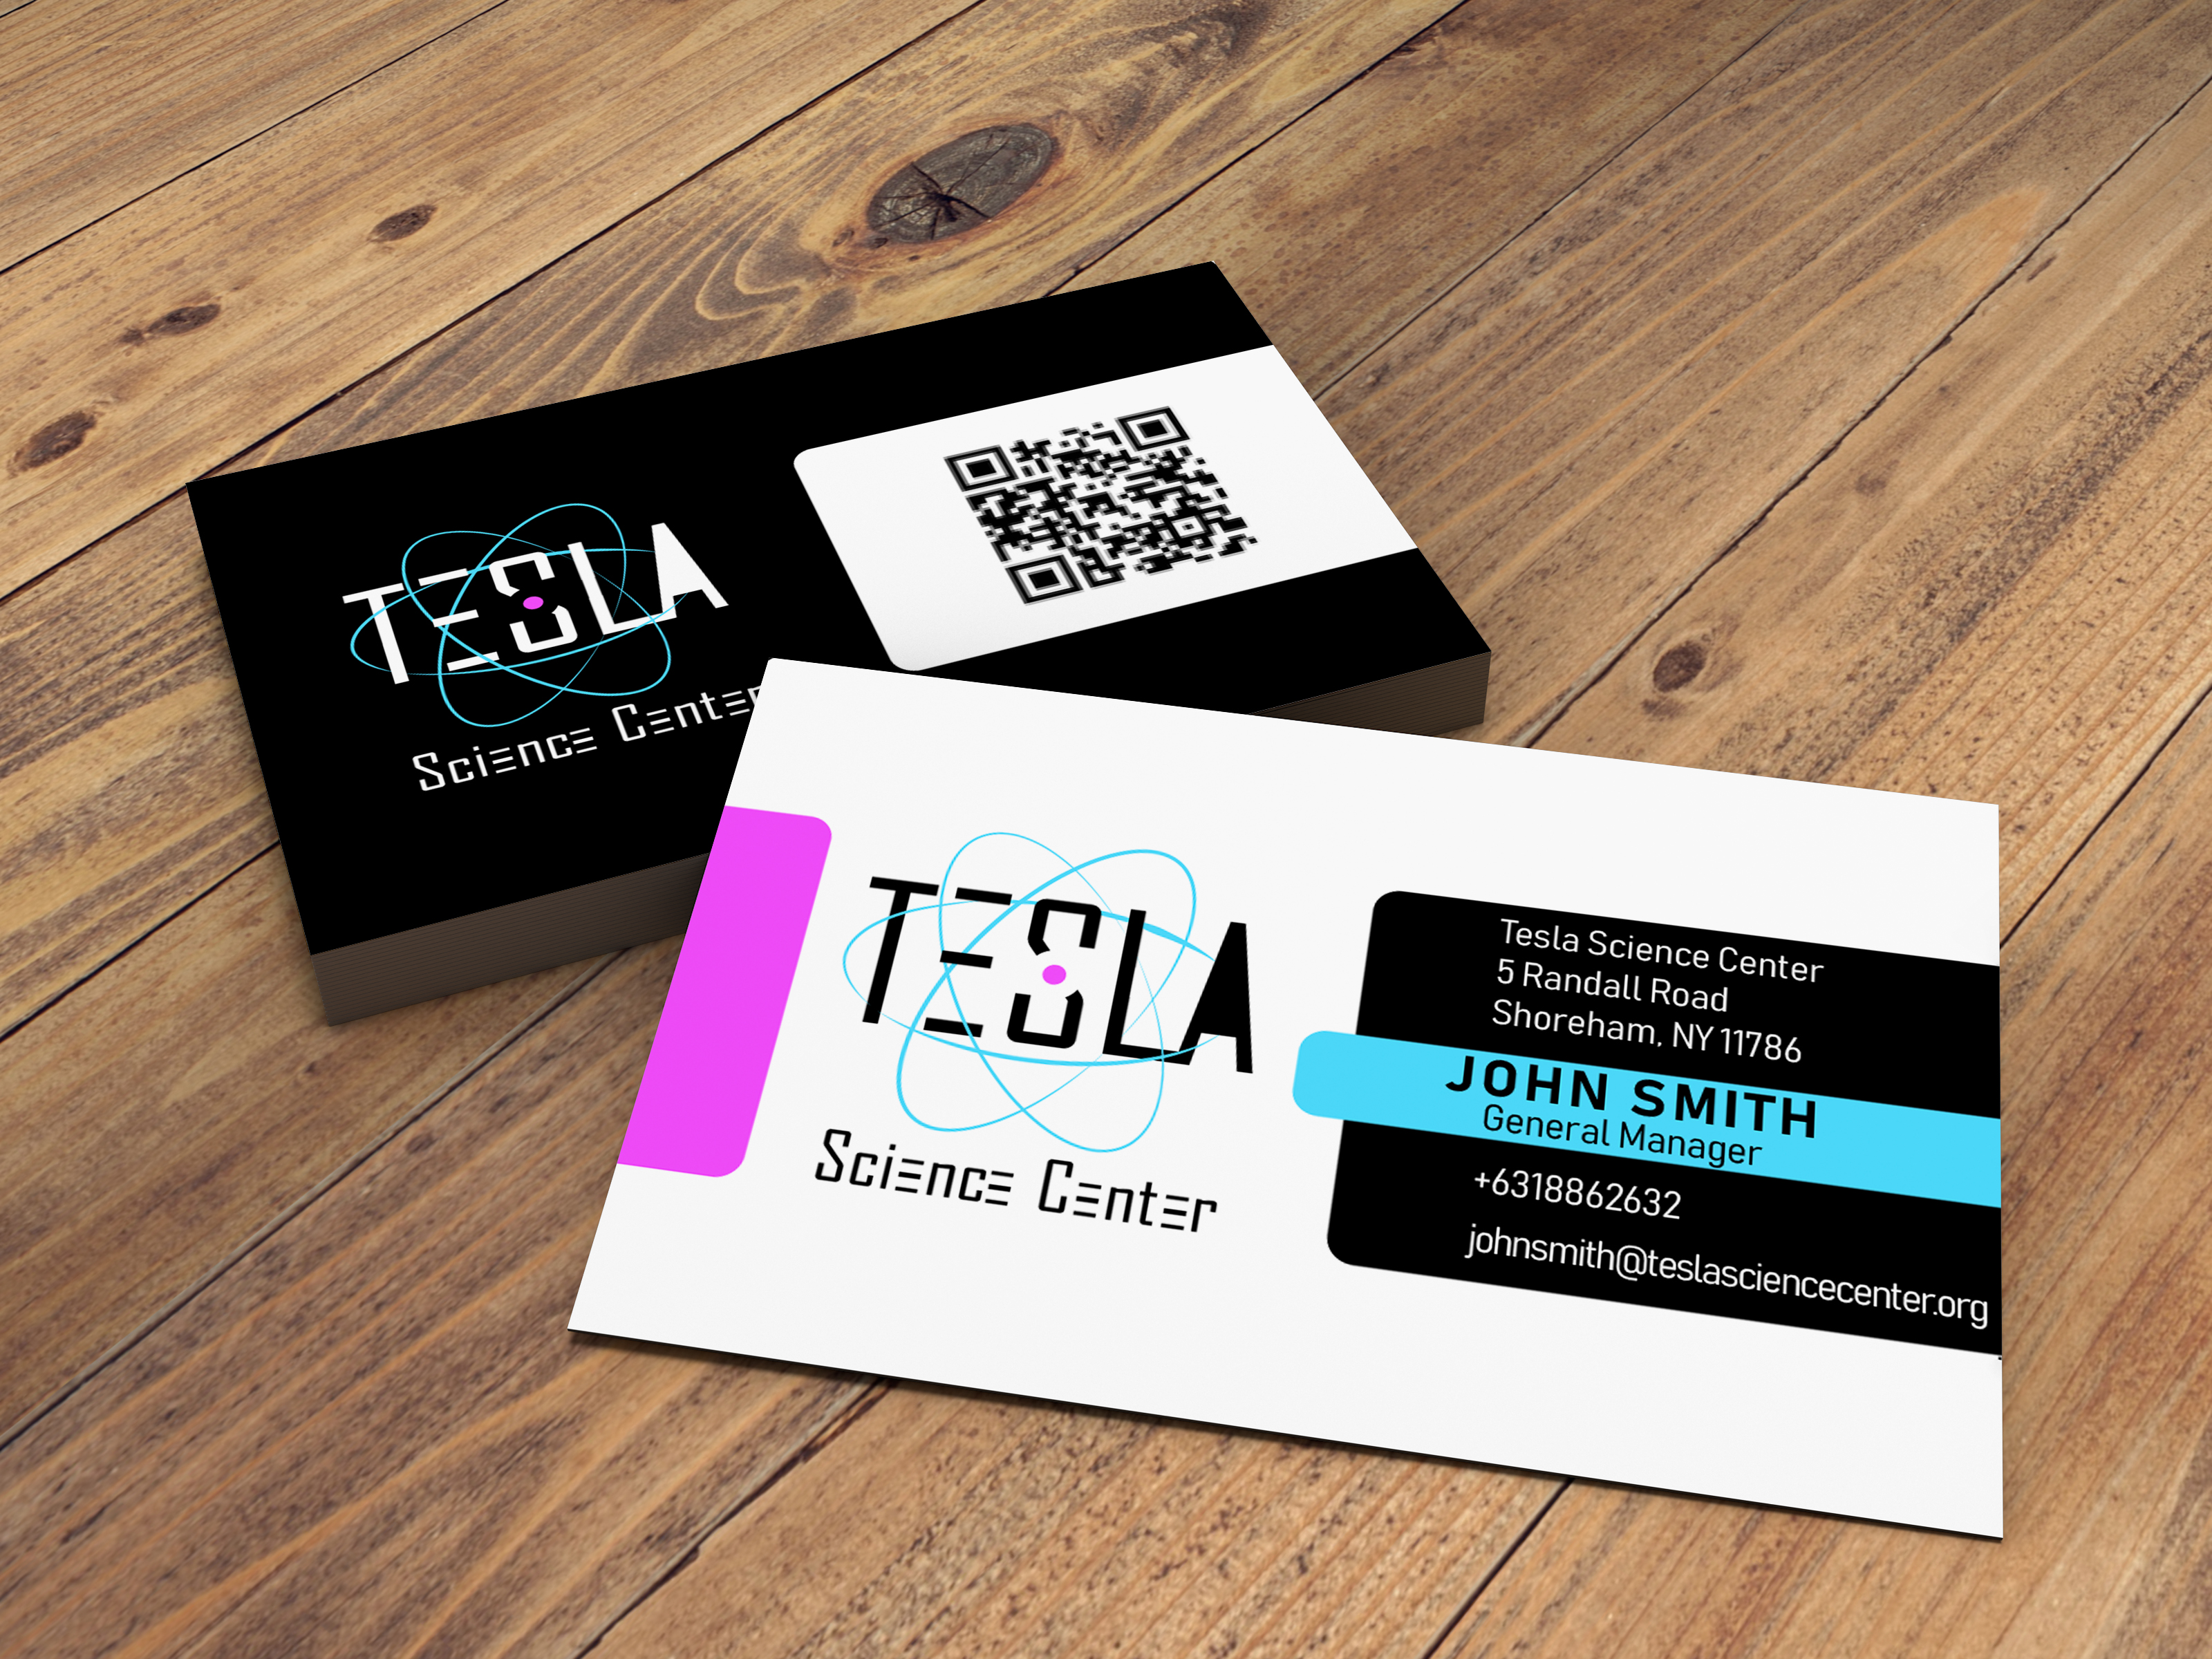 TESLA
Science Center
TESLA
Science Center
Tesla Science Center
5 Randall Road
Shoreham, NY 11786
JOHN SMITH
General Manager
+6318862632
johnsmith@teslasciencecenter.org